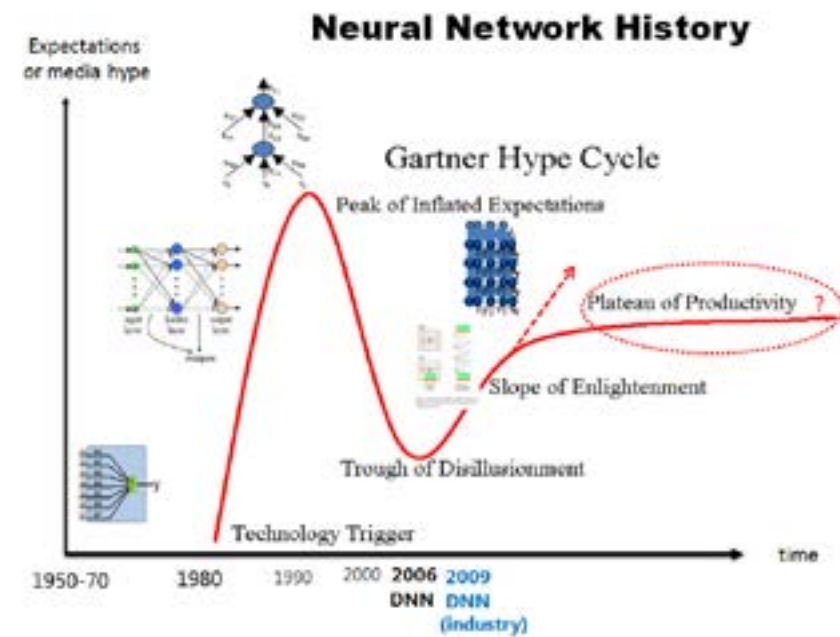 Neural Network History
Expectations
or media hype
Gartner Hype Cycle
Peak of Inflated Expectations
Plateau of Productivity ?
Slope of Enlightenment
Trough of Disillusionment
Technology Trigger
time
1950-70
1980
1990
2000
2006
DNN
2009
DNN
(industry)